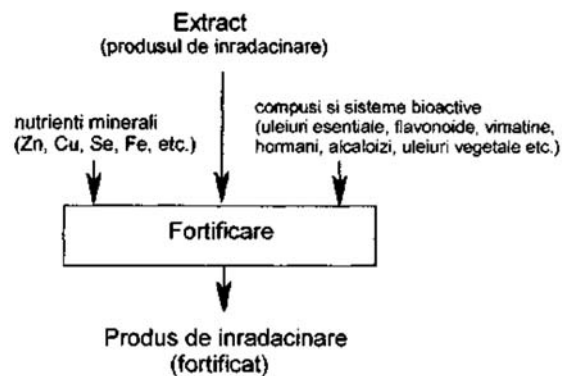 Extract
(produsul de inradacinare)
nutrienti minerali
(Zn, Cu, Se, Fe, etc.)
compusi si sisteme bioactive
(uleiuri esentiale, flavonoide, vimatine,
hormani, alcaloizi, uleiuri vegetale etc.)
Fortificare
Produs de inradacinare
(fortificat)